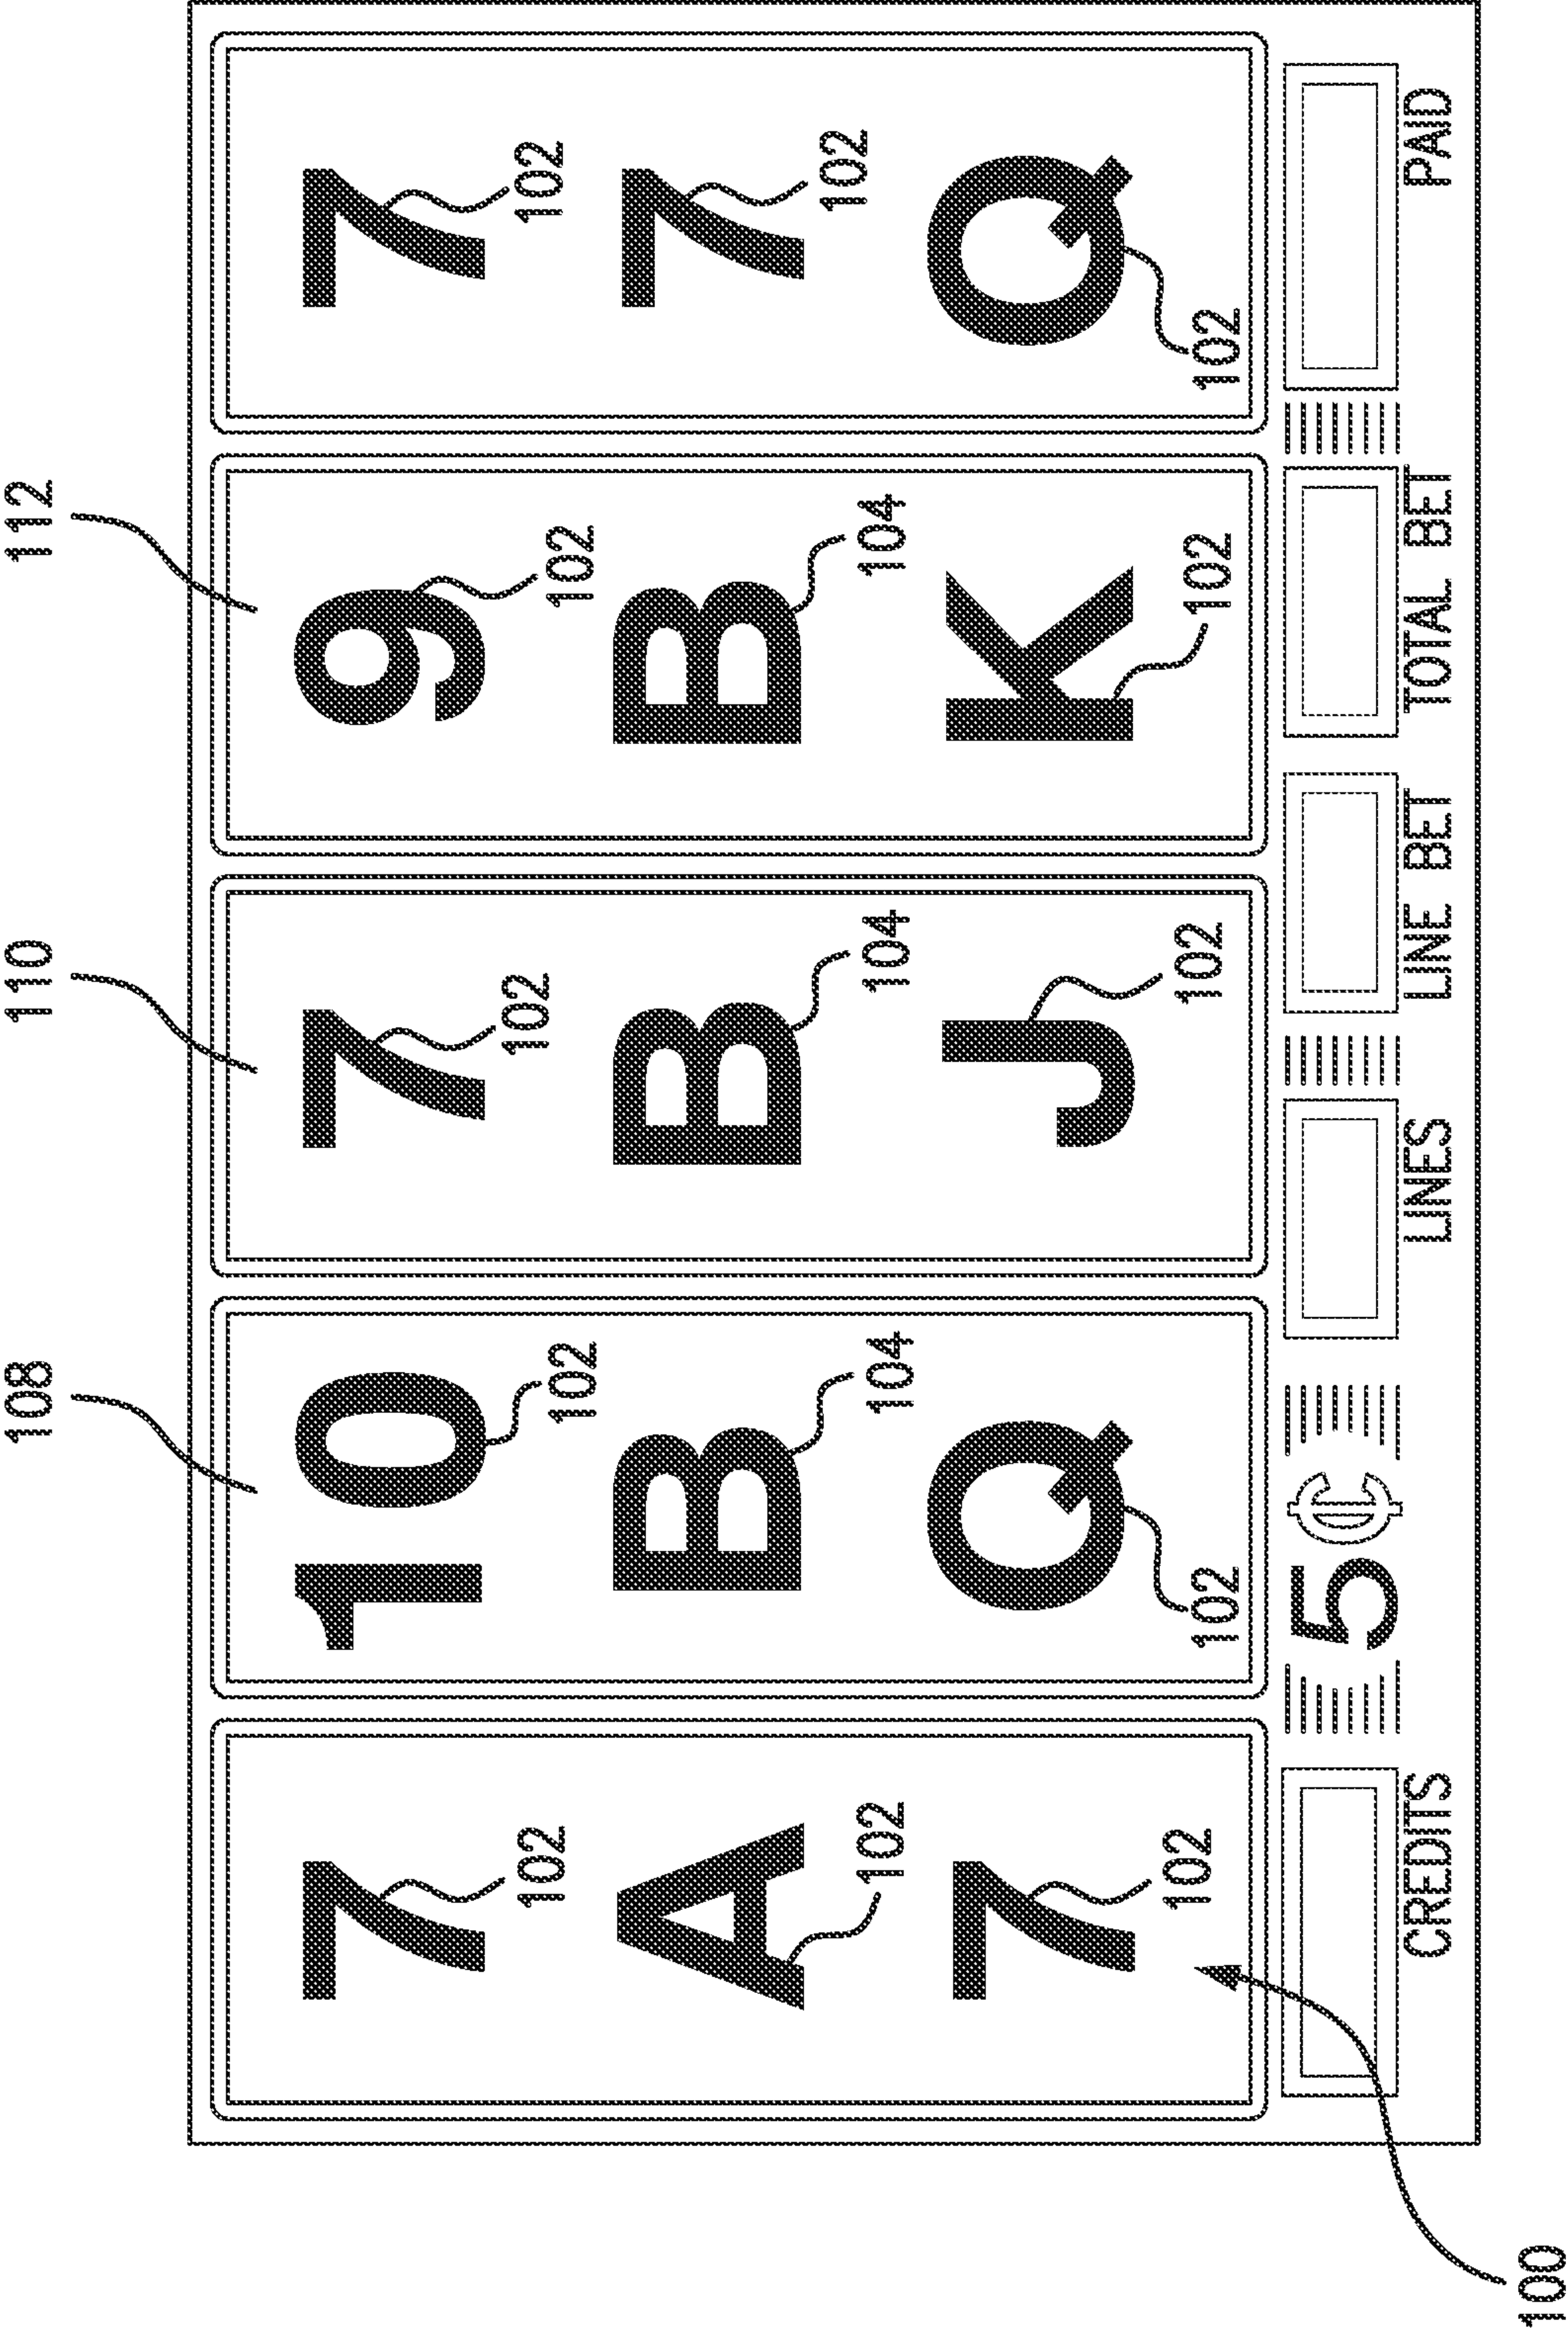 108 110 112
7 10 7 9 7
102 102 102 102 102
A B B B 7
102 104 104 104 102
7 Q J K Q
102 102 102 102 102
5¢
CREDITS LINES LINE BET TOTAL BET PAID
100